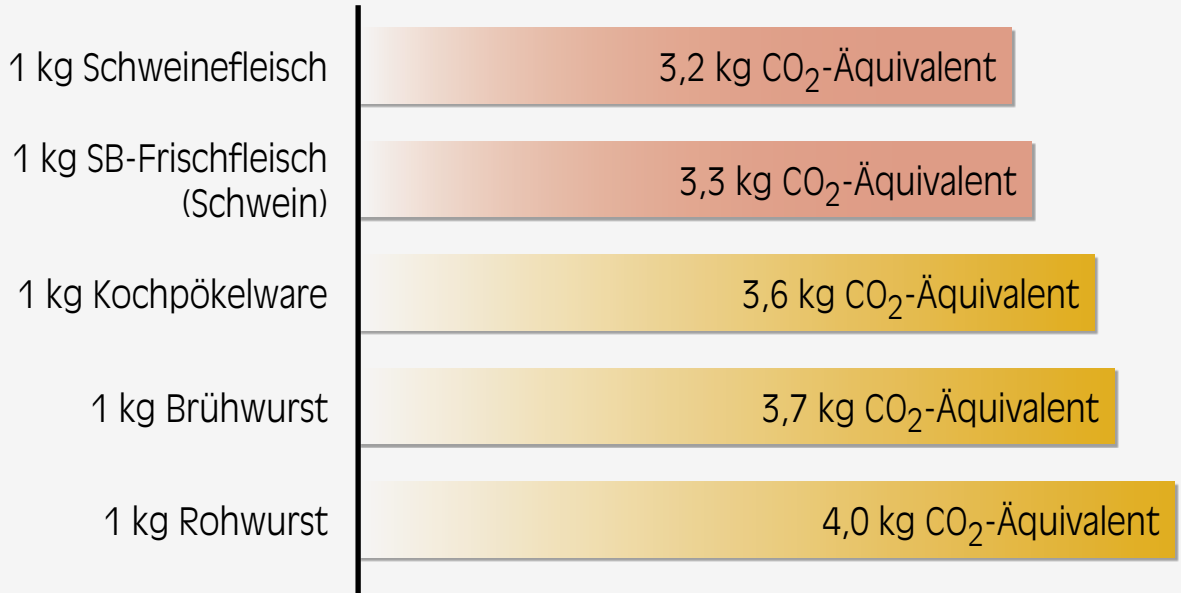 1 kg Schweinefleisch
3,2 kg CO₂-Äquivalent
1 kg SB-Frischfleisch
(Schwein)
3,3 kg CO₂-Äquivalent
1 kg Kochpökelware
3,6 kg CO₂-Äquivalent
1 kg Brühwurst
3,7 kg CO₂-Äquivalent
1 kg Rohwurst
4,0 kg CO₂-Äquivalent